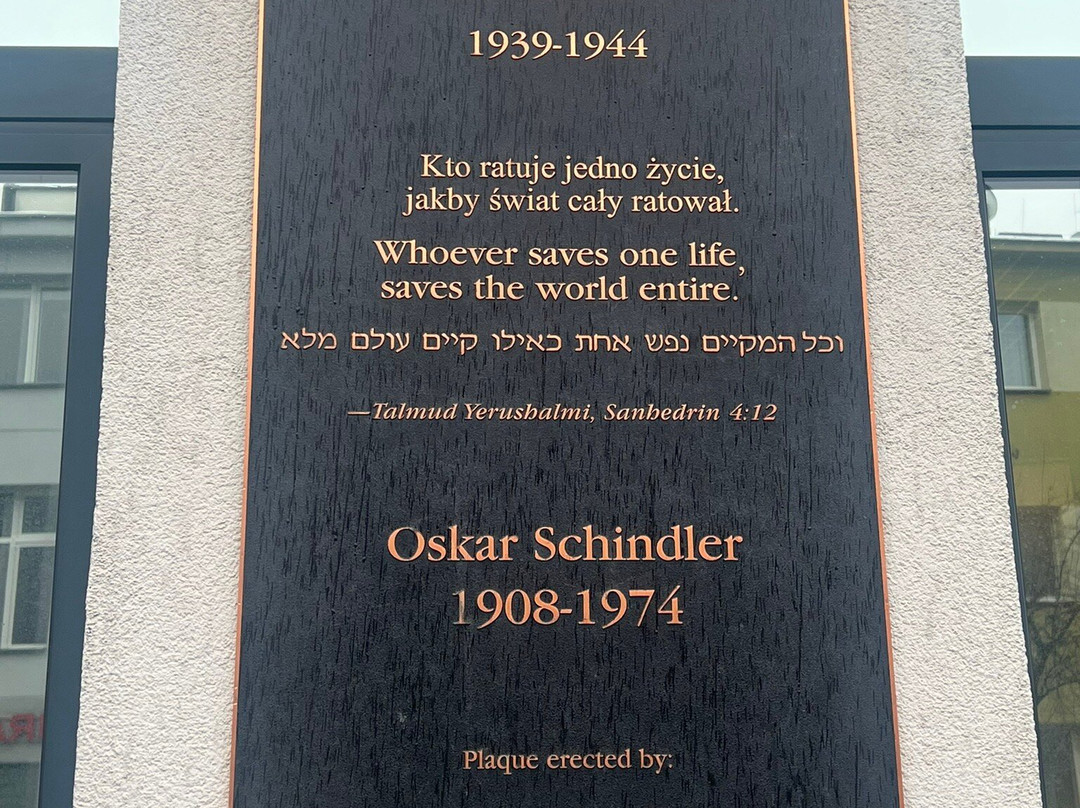 1939-1944
Kto ratuje jedno życie,
jakby świat cały ratował.
Whoever saves one life,
saves the world entire.
וכל המקיים נפש אחת כאילו קיים עולם מלא
—Talmud Yerushalmi, Sanhedrin 4:12
Oskar Schindler
1908-1974
Plaque erected by: